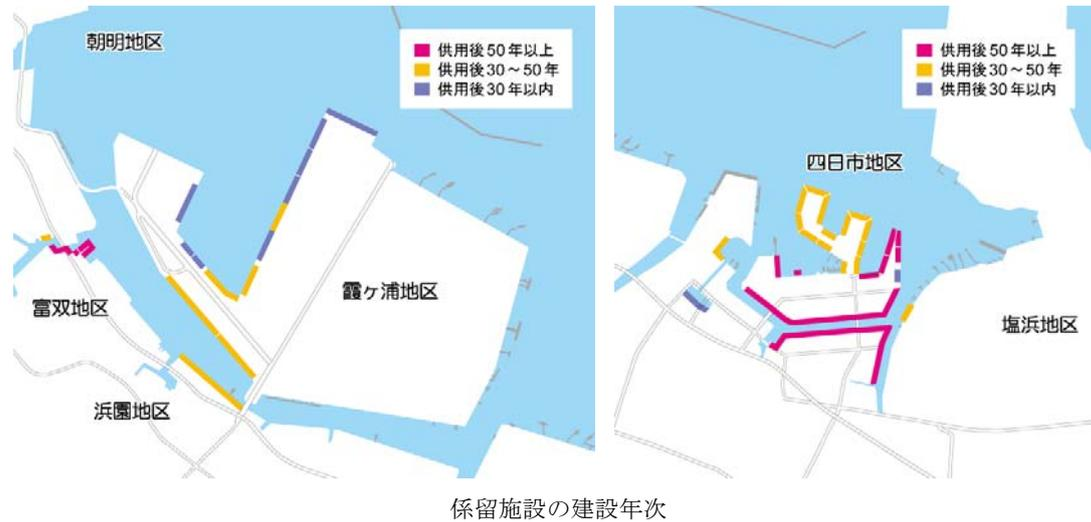 朝明地区
供用後50年以上
供用後30～50年
供用後30年以内
富双地区
霞ヶ浦地区
浜園地区
供用後50年以上
供用後30～50年
供用後30年以内
四日市地区
塩浜地区
係留施設の建設年次